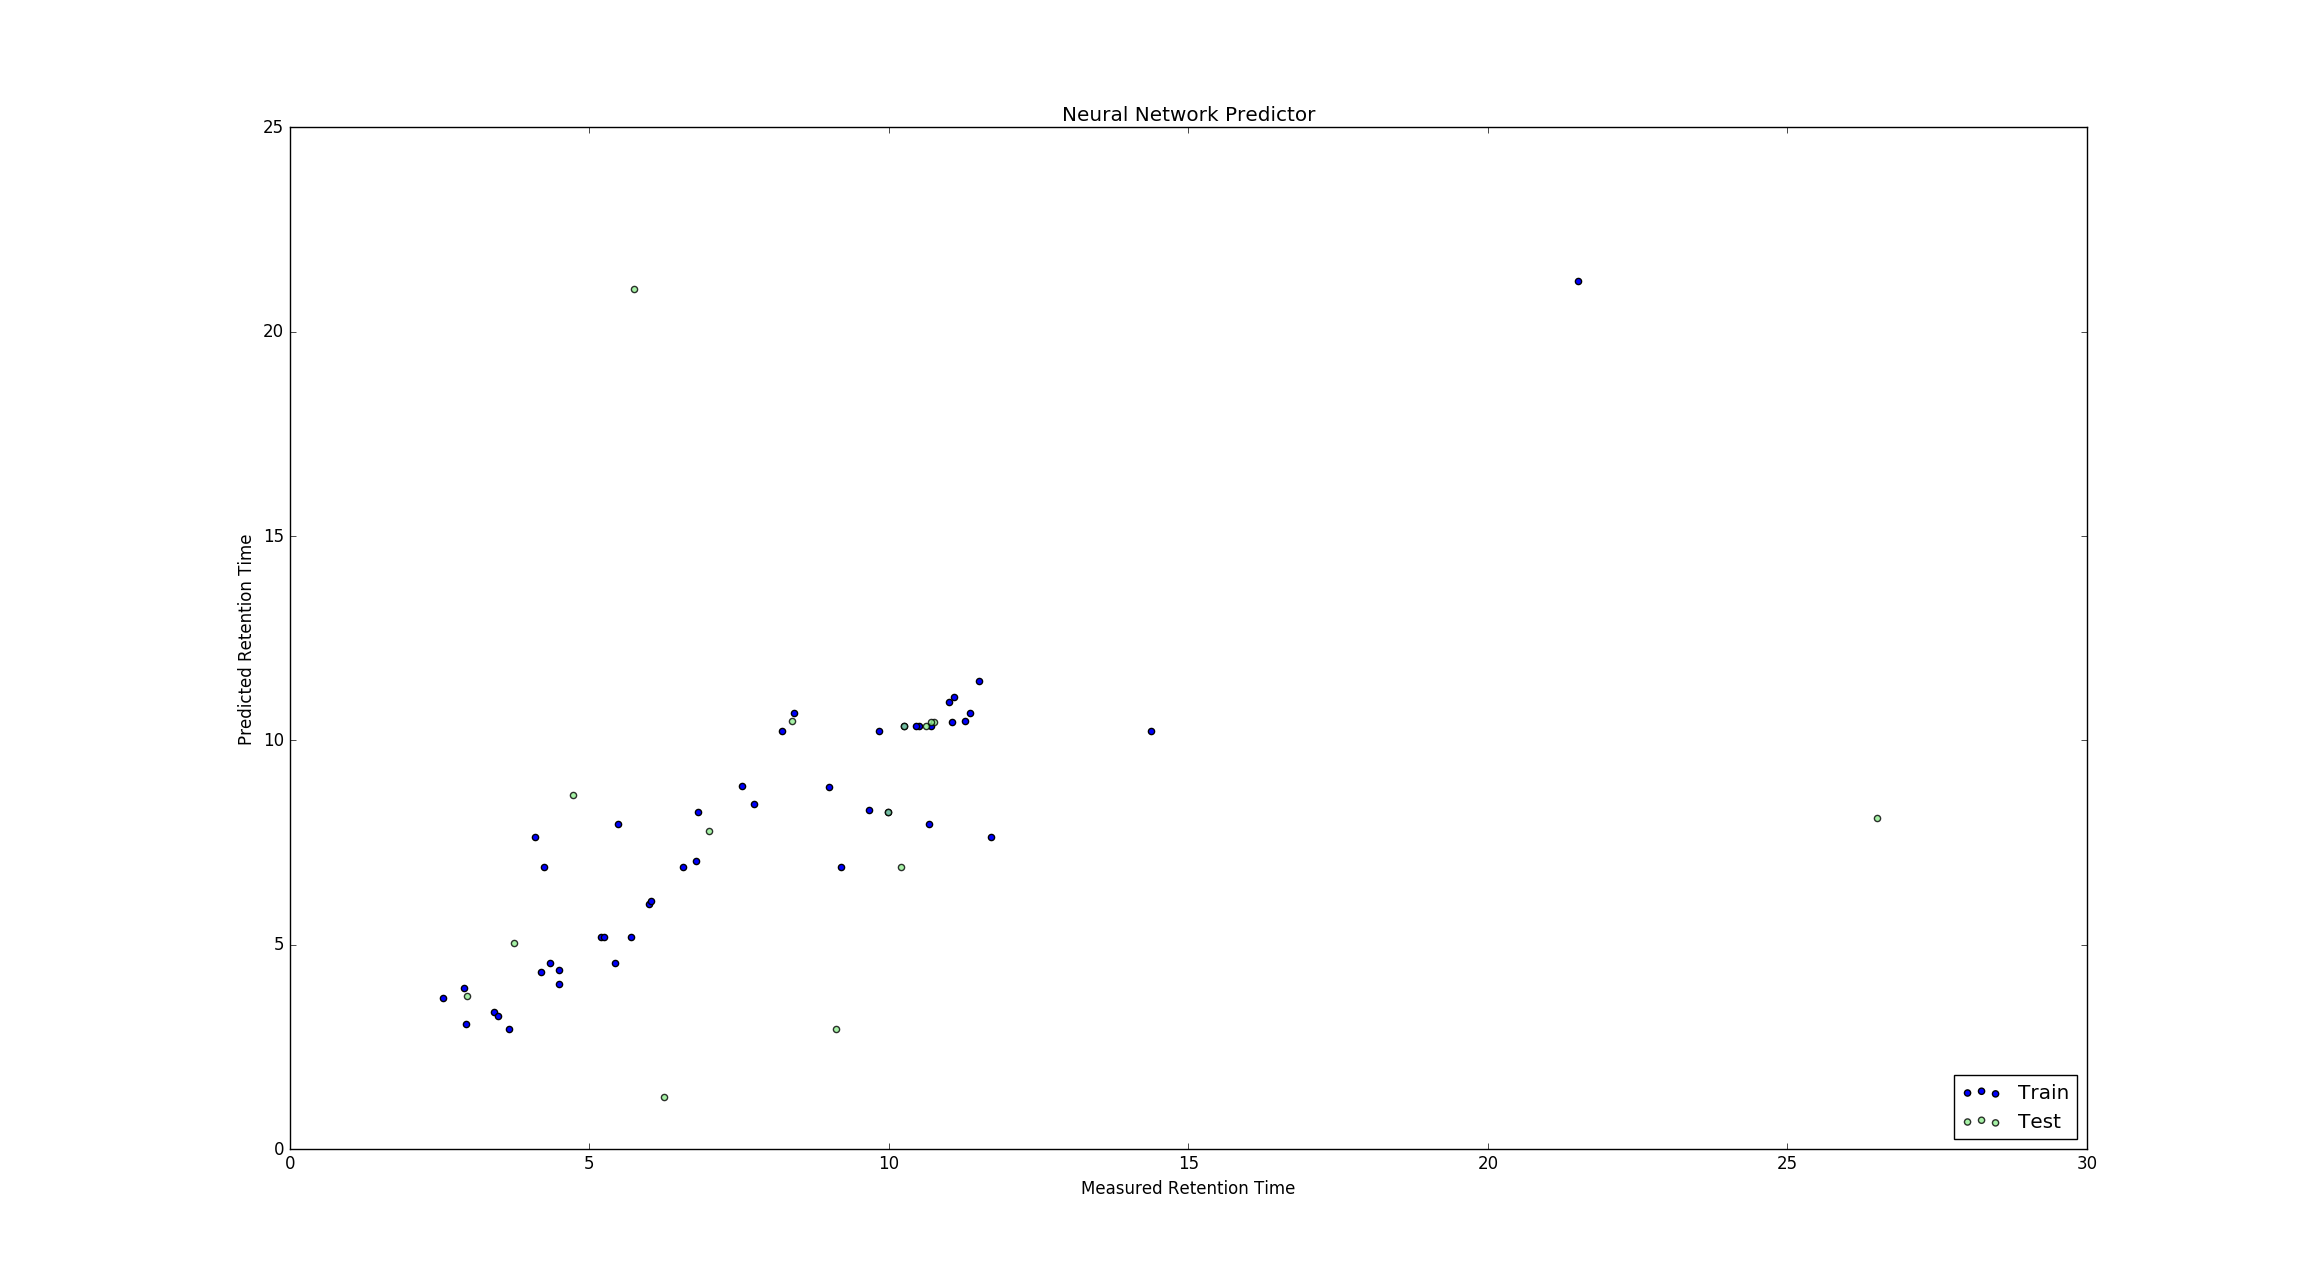 Neural Network Predictor
25
20
15
10
5
0
Predicted Retention Time
0 5 10 15 20 25 30
Measured Retention Time
Train
Test